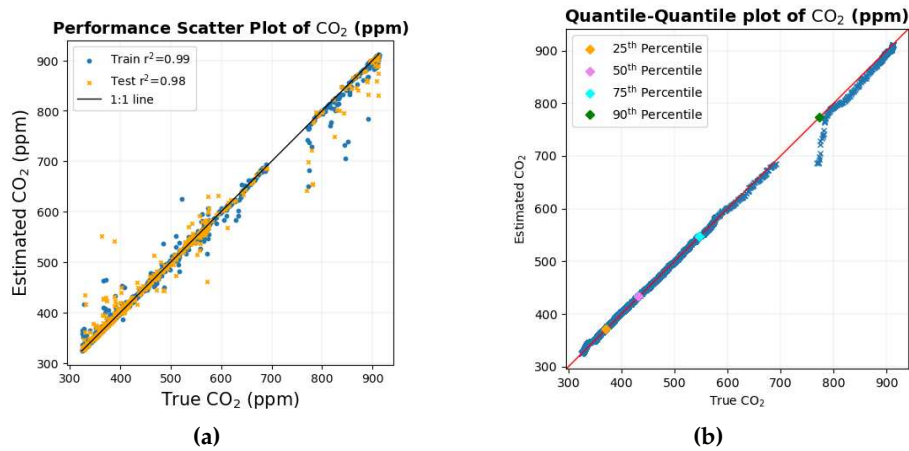 Performance Scatter Plot of CO₂ (ppm)
Train r²=0.99
Test r²=0.98
1:1 line
Estimated CO₂ (ppm)
900
800
700
600
500
400
300
300 400 500 600 700 800 900
True CO₂ (ppm)
(a)
Quantile-Quantile plot of CO₂ (ppm)
25th Percentile
50th Percentile
75th Percentile
90th Percentile
Estimated CO₂
900
800
700
600
500
400
300
300 400 500 600 700 800 900
True CO₂
(b)